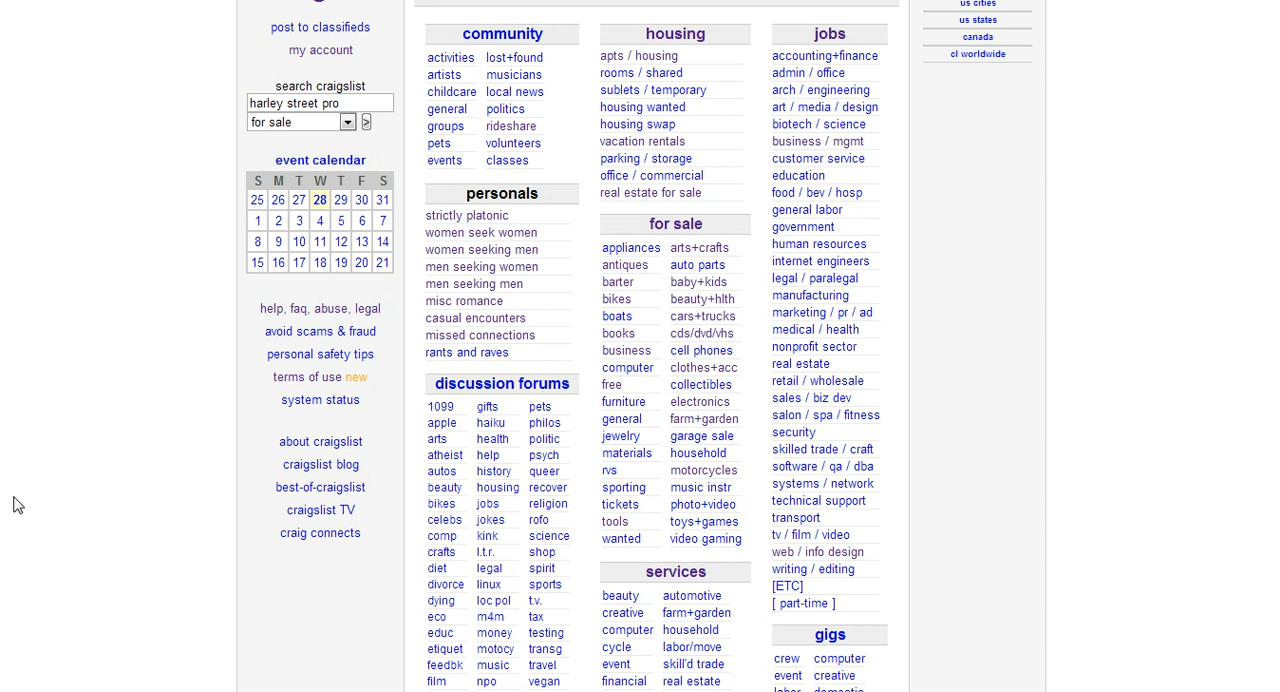 post to classifieds
my account
search craigslist
harley street pro
for sale
>
event calendar
S M T W T F S
25 26 27 28 29 30 31
1 2 3 4 5 6 7
8 9 10 11 12 13 14
15 16 17 18 19 20 21
help, faq, abuse, legal
avoid scams & fraud
personal safety tips
terms of use new
system status
about craigslist
craigslist blog
best-of-craigslist
craigslist TV
craig connects
community
activities lost+found
artists musicians
childcare local news
general politics
groups rideshare
pets volunteers
events classes
personals
strictly platonic
women seek women
women seeking men
men seeking women
men seeking men
misc romance
casual encounters
missed connections
rants and raves
discussion forums
1099 gifts pets
apple haiku philos
arts health politic
atheist help psych
autos history queer
beauty housing recover
bikes jobs religion
celebs jokes rofo
comp kink science
crafts l.t.r. shop
diet legal spirit
divorce linux sports
dying loc pol t.v.
eco m4m tax
educ money testing
etiquet motocy transg
feedbk music travel
film npo vegan
housing
apts / housing
rooms / shared
sublets / temporary
housing wanted
housing swap
vacation rentals
parking / storage
office / commercial
real estate for sale
for sale
appliances arts+crafts
antiques auto parts
barter baby+kids
bikes beauty+hlth
boats cars+trucks
books cds/dvd/vhs
business cell phones
computer clothes+acc
free collectibles
furniture electronics
general farm+garden
jewelry garage sale
materials household
rvs motorcycles
sporting music instr
tickets photo+video
tools toys+games
wanted video gaming
services
beauty automotive
creative farm+garden
computer household
cycle labor/move
event skill'd trade
financial real estate
jobs
accounting+finance
admin / office
arch / engineering
art / media / design
biotech / science
business / mgmt
customer service
education
food / bev / hosp
general labor
government
human resources
internet engineers
legal / paralegal
manufacturing
marketing / pr / ad
medical / health
nonprofit sector
real estate
retail / wholesale
sales / biz dev
salon / spa / fitness
security
skilled trade / craft
software / qa / dba
systems / network
technical support
transport
tv / film / video
web / info design
writing / editing
[ETC]
[ part-time ]
gigs
crew computer
event creative
labor domestic
us cities
us states
canada
cl worldwide